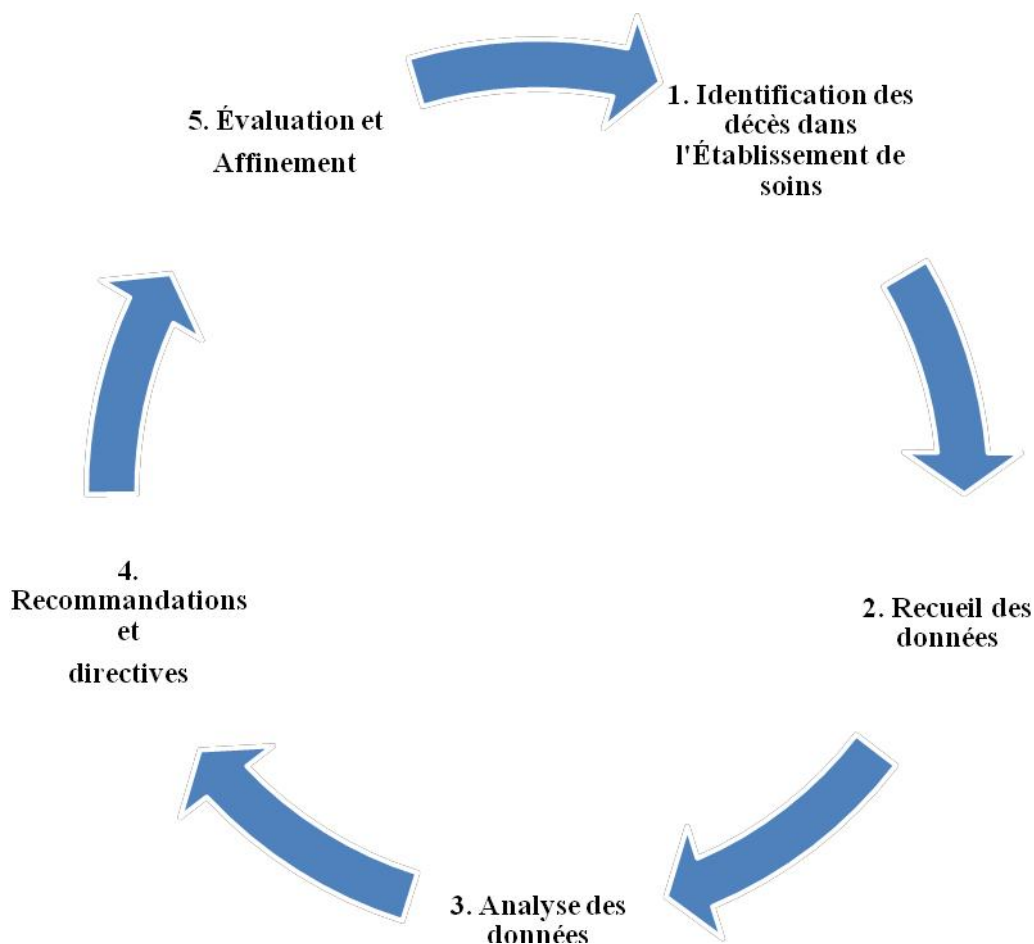 1. Identification des
décès dans
l'Établissement de
soins
2. Recueil des
données
3. Analyse des
données
4.
Recommandations
et
directives
5. Évaluation et
Affinement